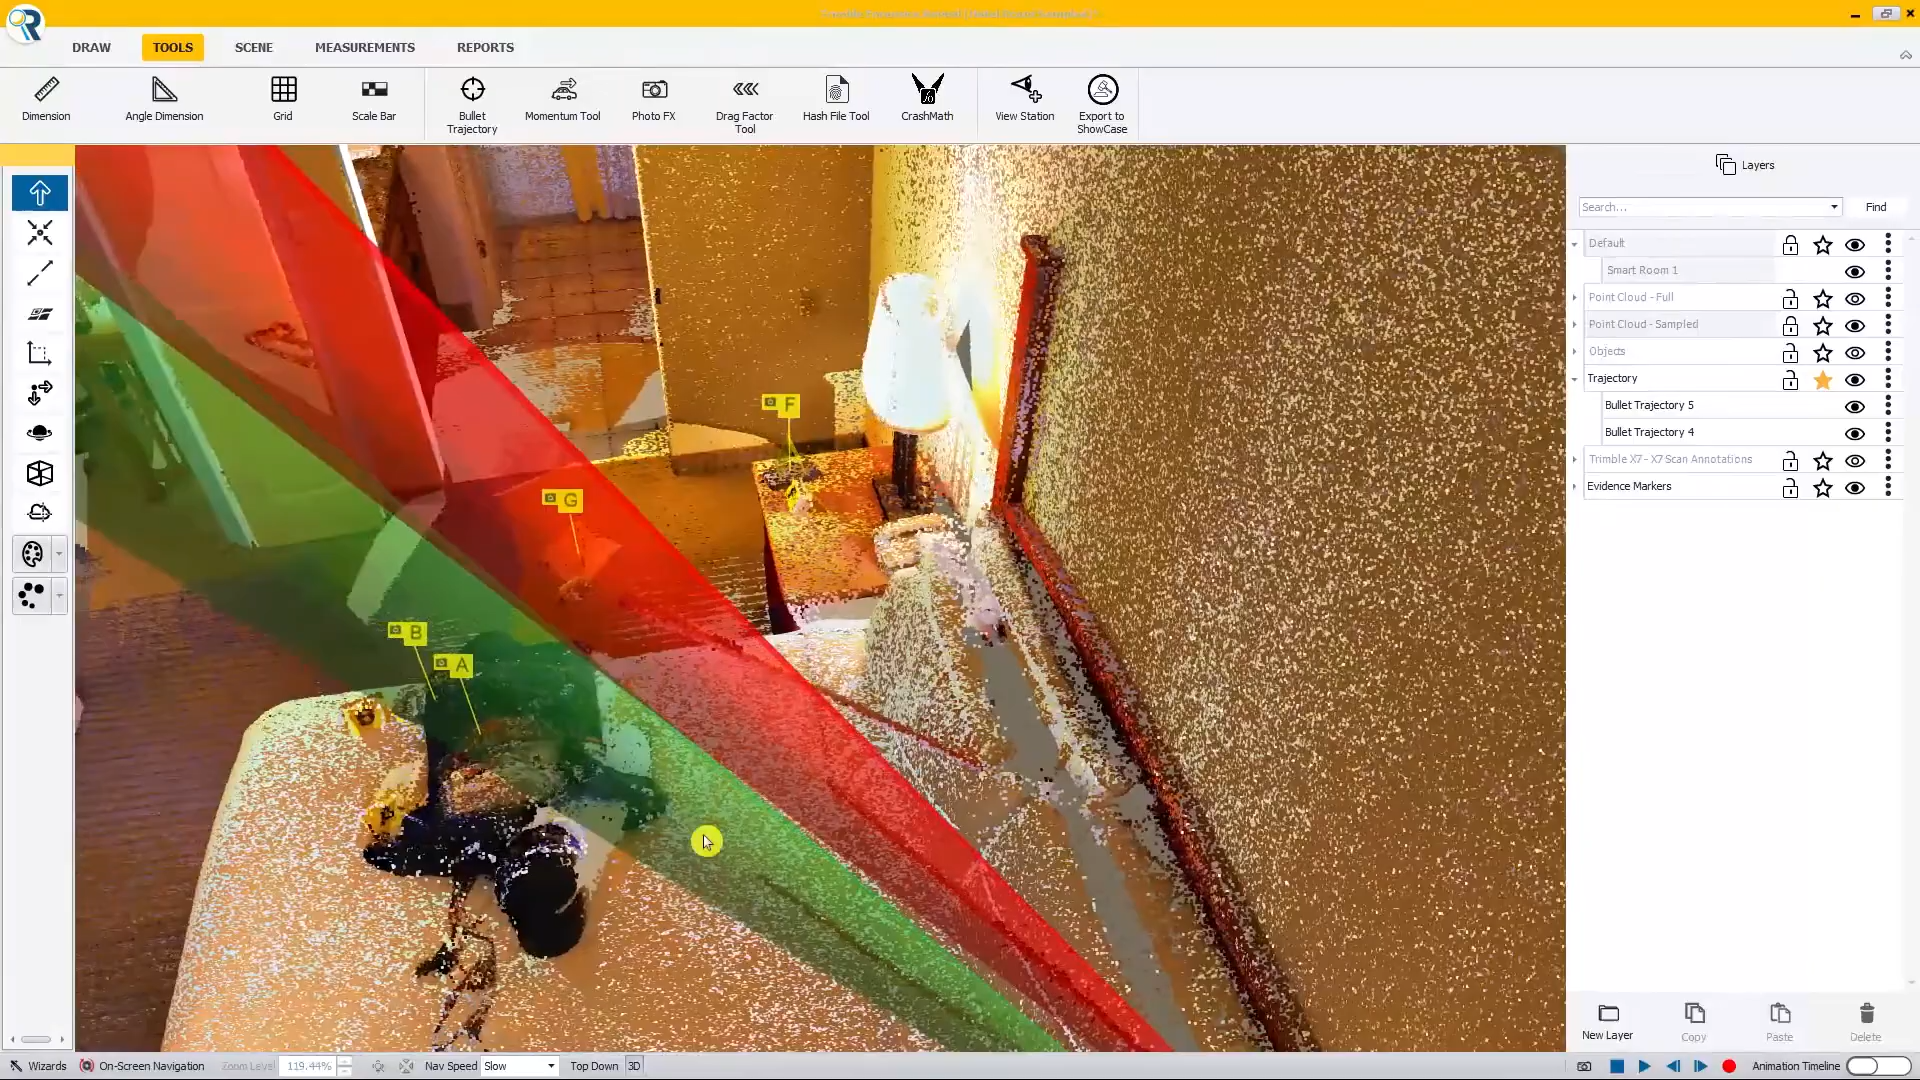 DRAW
TOOLS
SCENE
MEASUREMENTS
REPORTS
Dimension
Angle Dimension
Grid
Scale Bar
Bullet
Trajectory
Momentum Tool
Photo FX
Drag Factor
Tool
Hash File Tool
CrashMath
View Station
Export to
ShowCase
Layers
Search...
Find
Default
Smart Room 1
Point Cloud - Full
Point Cloud - Sampled
Objects
Trajectory
Bullet Trajectory 5
Bullet Trajectory 4
Trimble X7 - X7 Scan Annotations
Evidence Markers
F
G
B
A
New Layer
Copy
Paste
Delete
Wizards
On-Screen Navigation
Zoom Level
119.44%
Nav Speed
Slow
Top Down
3D
Animation Timeline